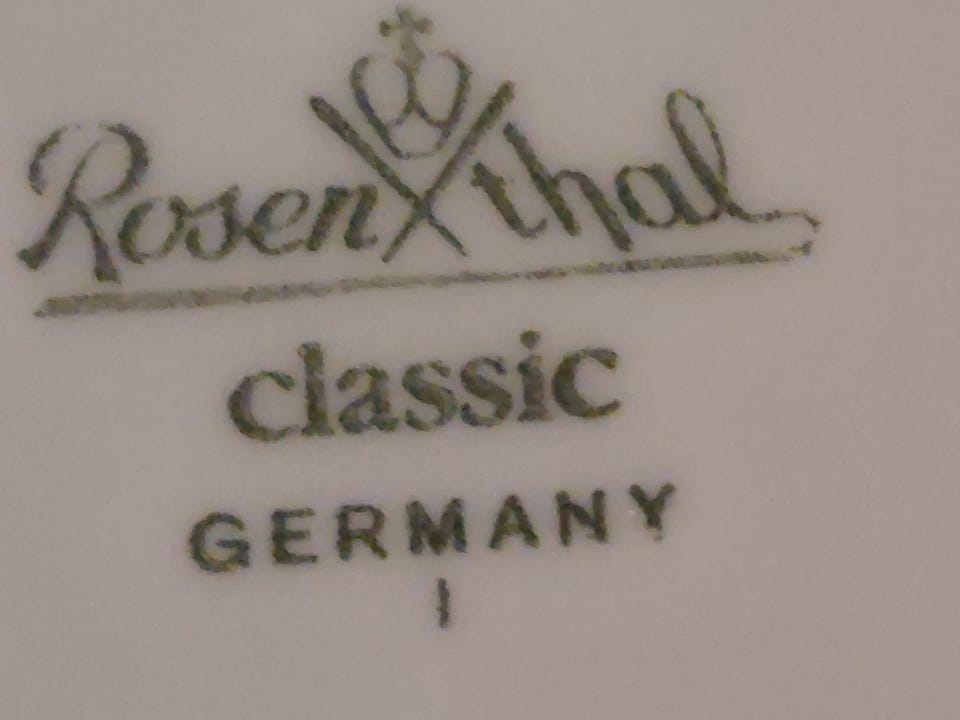 Rosenthal
classic
GERMANY
I